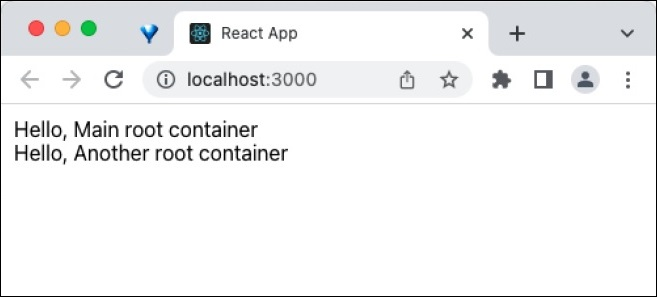 React App
localhost:3000
Hello, Main root container
Hello, Another root container